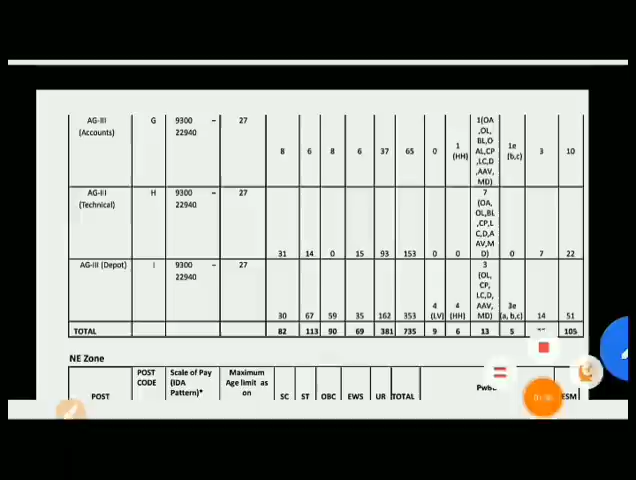 AG-III G 9300 – 27
(Accounts) 22940
8 6 8 6 37 65 0 1 (HH) 1(OA ,OL, BL,O AL,CP ,LC,D ,AAV, MD) 1e (b,c) 3 10
AG-III H 9300 – 27
(Technical) 22940
31 14 0 15 93 153 0 0 7 (OA, OL,BL ,CP,L C,D,A AV,M D) 0 7 22
AG-III (Depot) I 9300 – 27
22940
30 67 59 35 162 353 4 (LV) 4 (HH) 3 (OL, CP, LC,D, AAV, MD) 3e (a, b,c) 14 51
TOTAL 82 113 90 69 381 735 9 6 13 5 105
NE Zone
POST POST CODE Scale of Pay (IDA Pattern)* Maximum Age limit as on SC ST OBC EWS UR TOTAL ESM